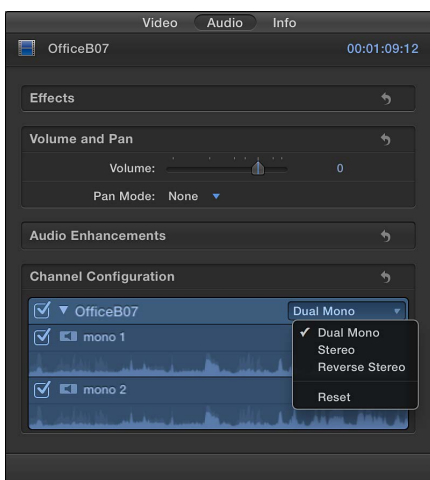 Video Audio Info
OfficeB07 00:01:09:12
Effects
Volume and Pan
Volume: 0
Pan Mode: None
Audio Enhancements
Channel Configuration
OfficeB07 Dual Mono
mono 1
Dual Mono
Stereo
Reverse Stereo
mono 2
Reset